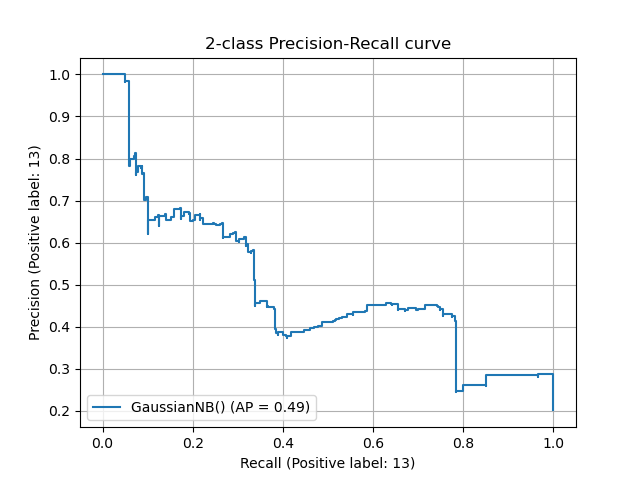 2-class Precision-Recall curve
1.0
0.9
0.8
0.7
0.6
0.5
0.4
0.3
0.2
Precision (Positive label: 13)
GaussianNB() (AP = 0.49)
0.0 0.2 0.4 0.6 0.8 1.0
Recall (Positive label: 13)